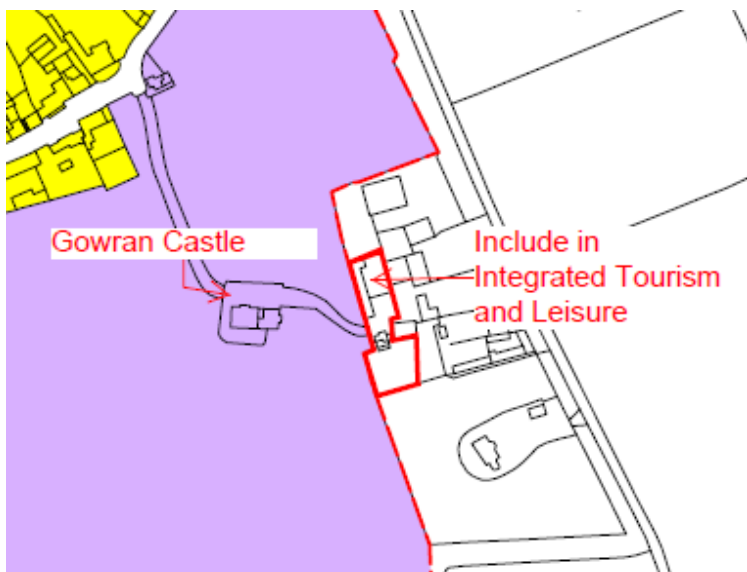 Gowran Castle
Include in
Integrated Tourism
and Leisure